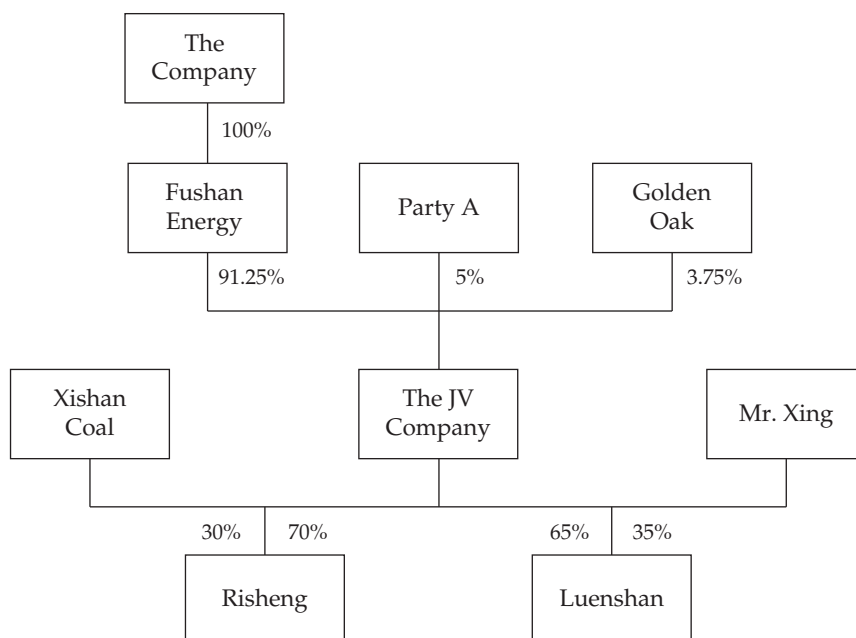 The
Company
100%
Fushan
Energy
Party A
Golden
Oak
91.25%
5%
3.75%
Xishan
Coal
The JV
Company
Mr. Xing
30%
70%
65%
35%
Risheng
Luenshan